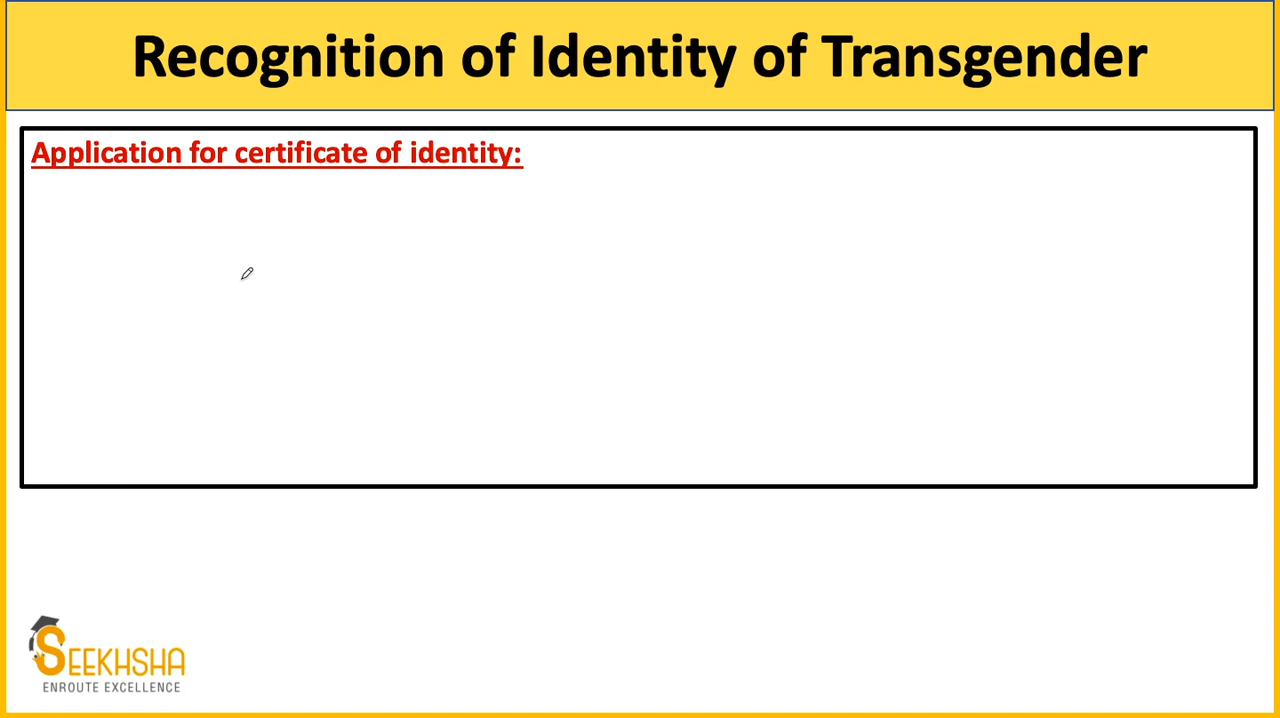 Recognition of Identity of Transgender
Application for certificate of identity:
SEEKHSHA
ENROUTE EXCELLENCE